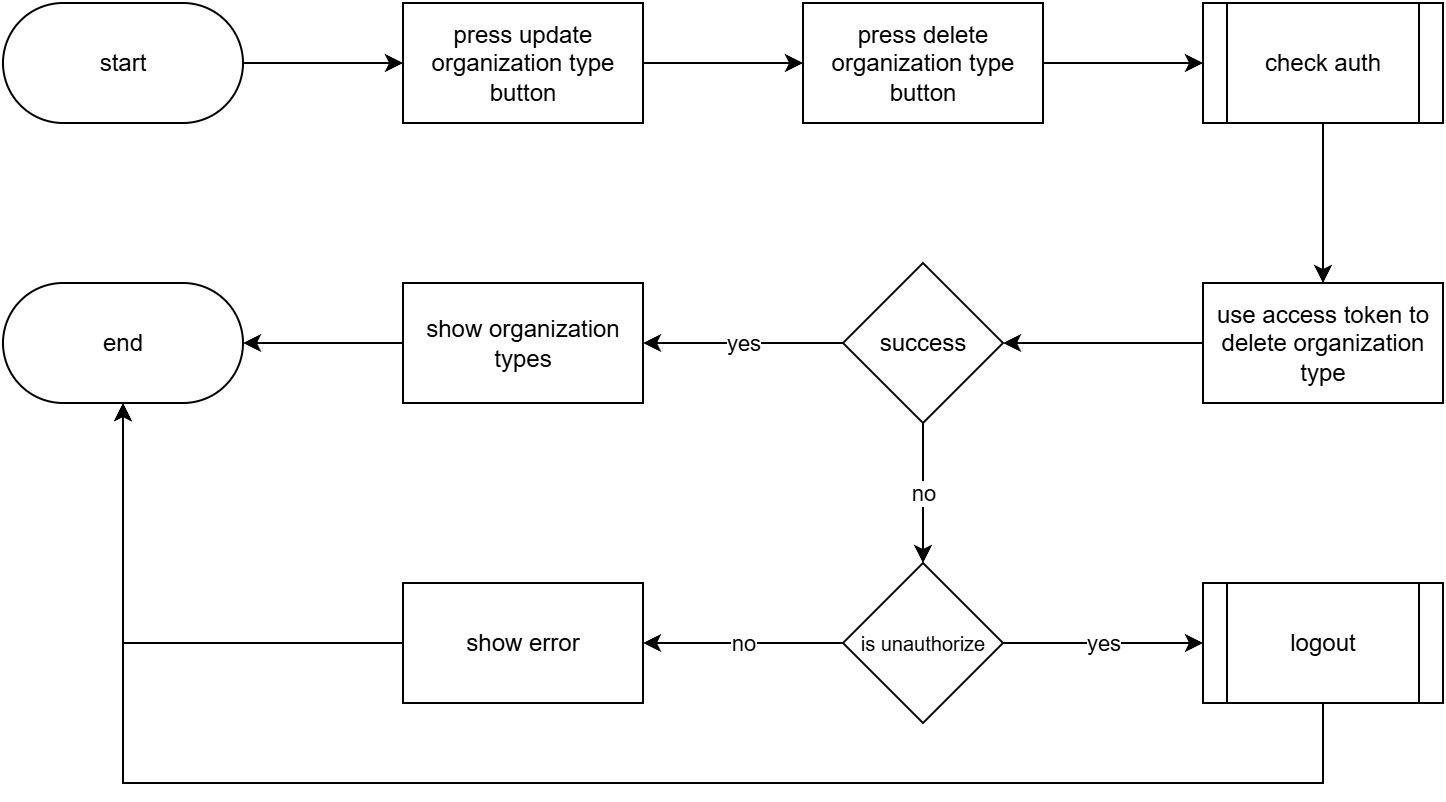 start
press update
organization type
button
press delete
organization type
button
check auth
end
show organization
types
yes
success
use access token to
delete organization
type
no
show error
no
is unauthorize
yes
logout